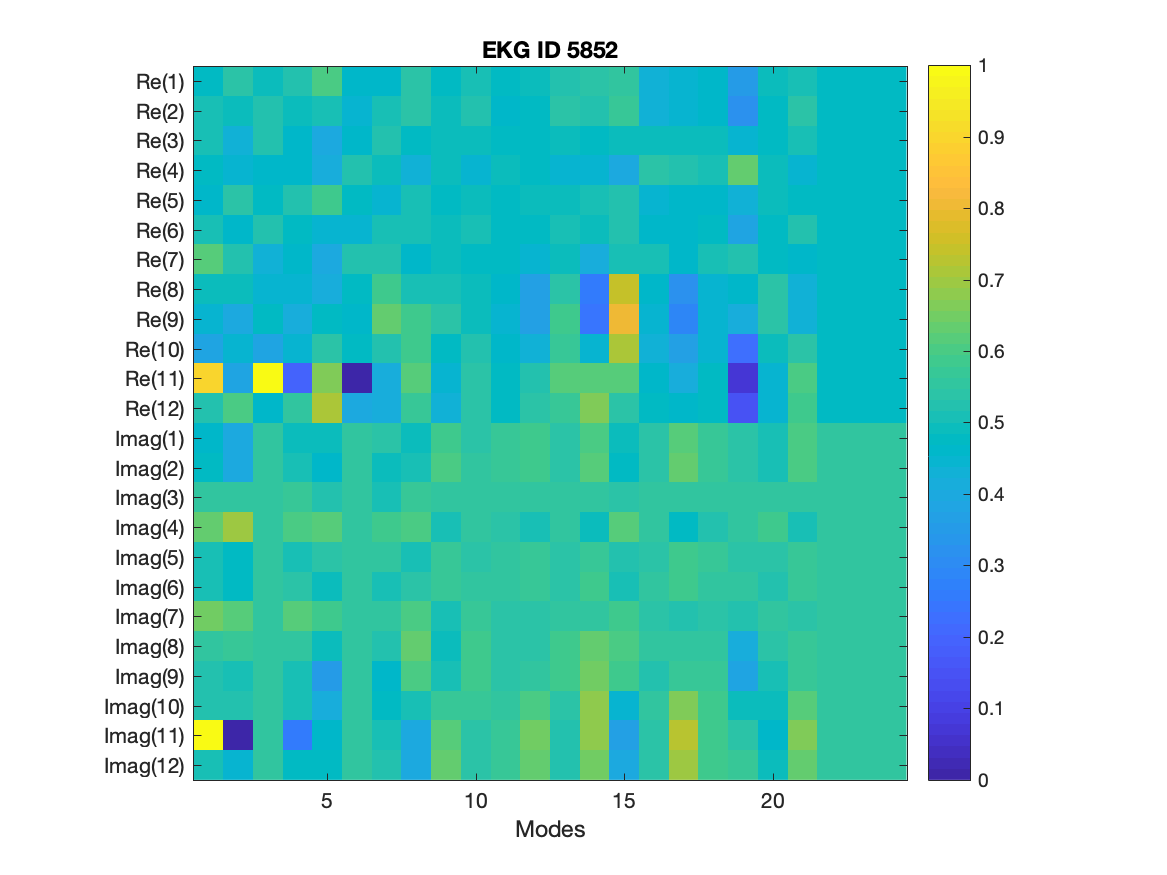 EKG ID 5852
Re(1)
Re(2)
Re(3)
Re(4)
Re(5)
Re(6)
Re(7)
Re(8)
Re(9)
Re(10)
Re(11)
Re(12)
Imag(1)
Imag(2)
Imag(3)
Imag(4)
Imag(5)
Imag(6)
Imag(7)
Imag(8)
Imag(9)
Imag(10)
Imag(11)
Imag(12)
5 10 15 20
Modes
1
0.9
0.8
0.7
0.6
0.5
0.4
0.3
0.2
0.1
0